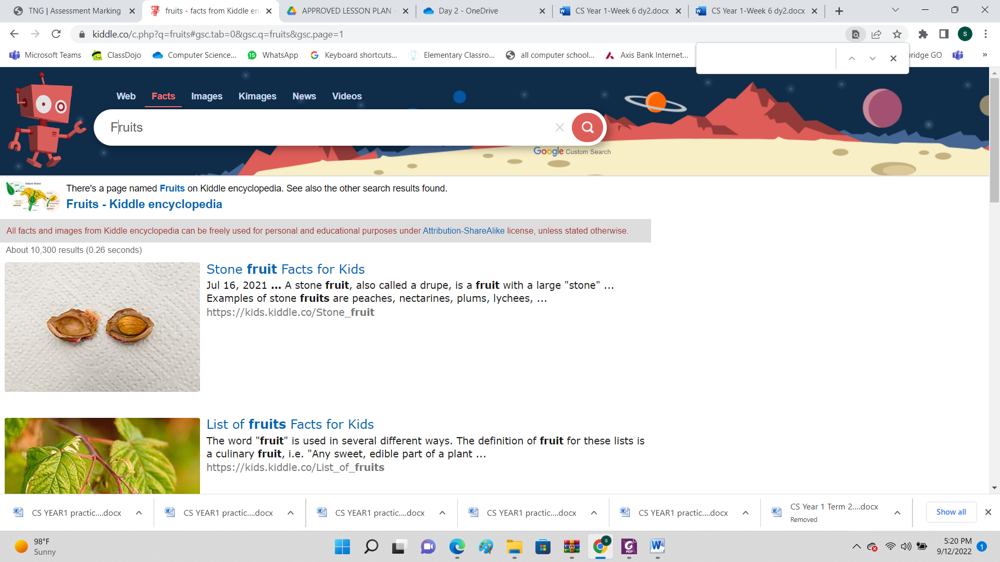 TNG | Assessment Marking
fruits - facts from Kiddle en
APPROVED LESSON PLAN -
Day 2 - OneDrive
CS Year 1-Week 6 dy2.docx
CS Year 1-Week 6 dy2.docx
kiddle.co/c.php?q=fruits#gsc.tab=0&gsc.q=fruits&gsc.page=1
S
Microsoft Teams
ClassDojo
Computer Science...
15 WhatsApp
Keyboard shortcuts...
Elementary Classro...
all computer school...
Axis Bank Internet...
bridge GO
»
Web Facts Images Kimages News Videos
Fruits
Google Custom Search
There's a page named Fruits on Kiddle encyclopedia. See also the other search results found.
Fruits - Kiddle encyclopedia
All facts and images from Kiddle encyclopedia can be freely used for personal and educational purposes under Attribution-ShareAlike license, unless stated otherwise.
About 10,300 results (0.26 seconds)
Stone fruit Facts for Kids
Jul 16, 2021 ... A stone fruit, also called a drupe, is a fruit with a large "stone" ...
Examples of stone fruits are peaches, nectarines, plums, lychees, ...
https://kids.kiddle.co/Stone_fruit
List of fruits Facts for Kids
The word "fruit" is used in several different ways. The definition of fruit for these lists is
a culinary fruit, i.e. "Any sweet, edible part of a plant ...
https://kids.kiddle.co/List_of_fruits
CS YEAR1 practic....docx
CS YEAR1 practic....docx
CS YEAR1 practic....docx
CS YEAR1 practic....docx
CS YEAR1 practic....docx
CS Year 1 Term 2....docx
Removed
Show all
98°F
Sunny
PDF
5:20 PM
9/12/2022
1